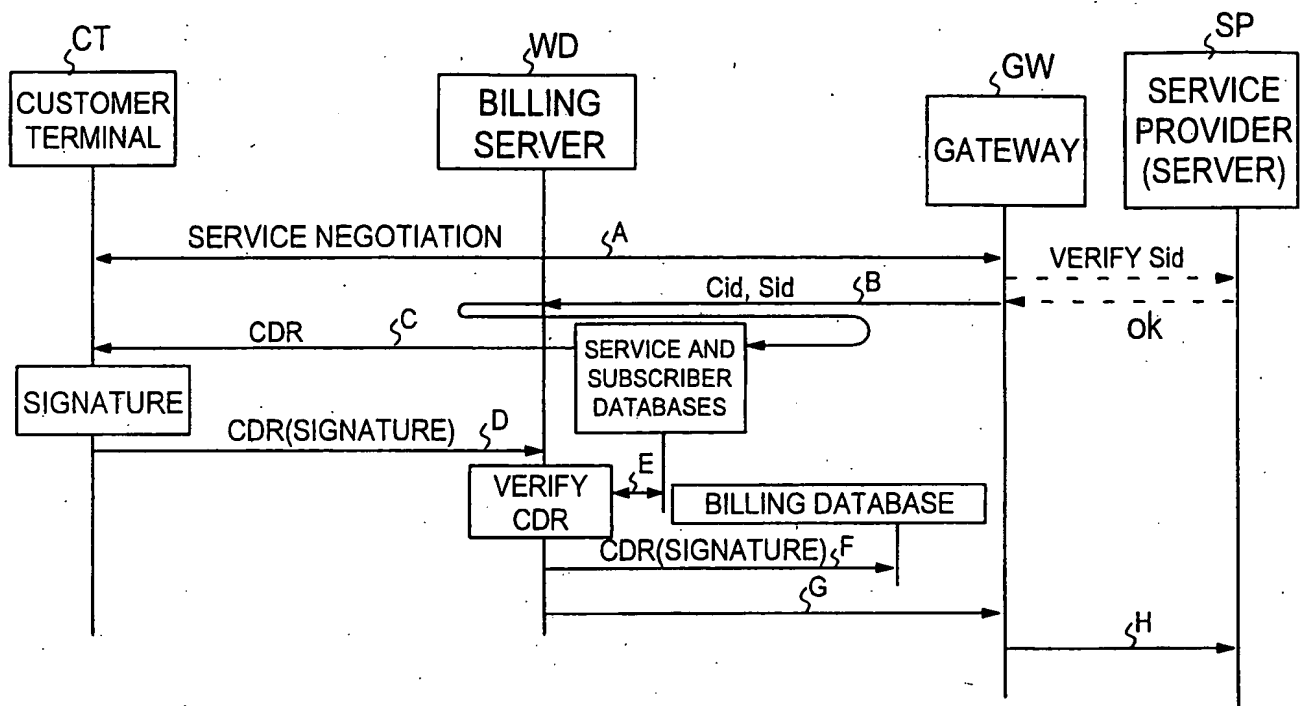 CT
WD
GW
SP
CUSTOMER
TERMINAL
BILLING
SERVER
GATEWAY
SERVICE
PROVIDER
(SERVER)
SERVICE NEGOTIATION
A
VERIFY Sid
Cid, Sid
B
ok
CDR
C
SERVICE AND
SUBSCRIBER
DATABASES
SIGNATURE
CDR(SIGNATURE)
D
VERIFY
CDR
E
BILLING DATABASE
CDR(SIGNATURE)
F
G
H